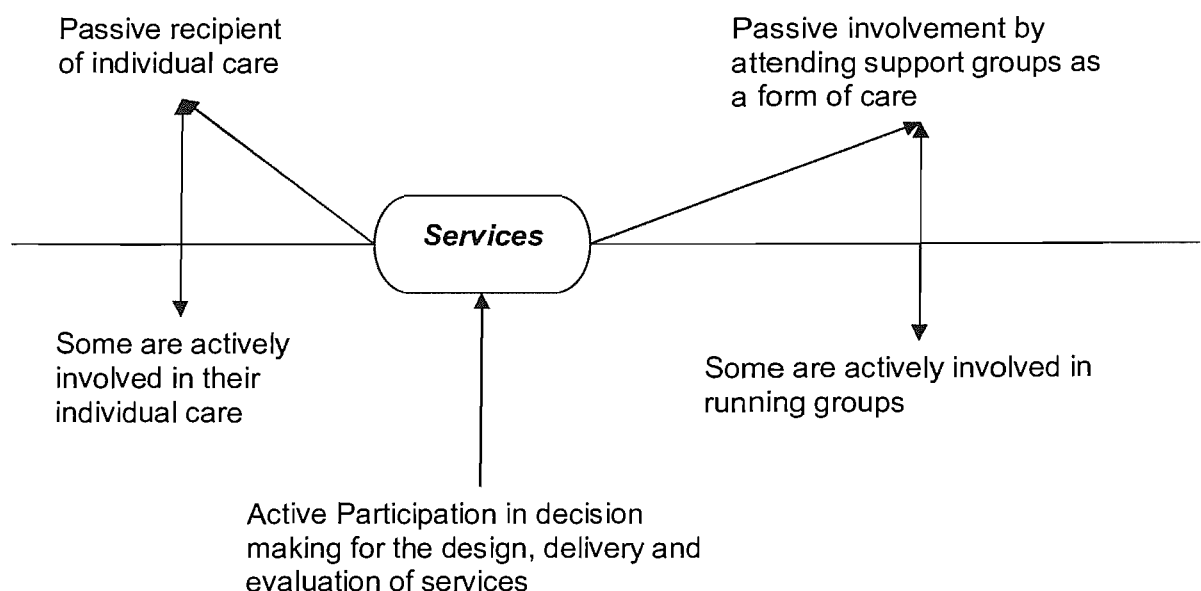 Passive recipient
of individual care
Passive involvement by
attending support groups as
a form of care
Services
Some are actively
involved in their
individual care
Some are actively involved in
running groups
Active Participation in decision
making for the design, delivery and
evaluation of services